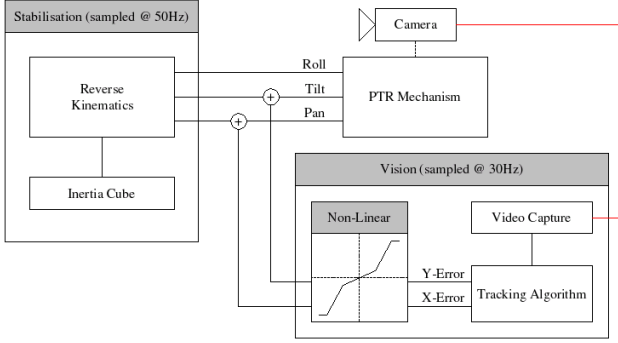 Stabilisation (sampled @ 50Hz)
Camera
Reverse
Kinematics
Roll
Tilt
Pan
PTR Mechanism
Inertia Cube
Vision (sampled @ 30Hz)
Non-Linear
Video Capture
Y-Error
X-Error
Tracking Algorithm